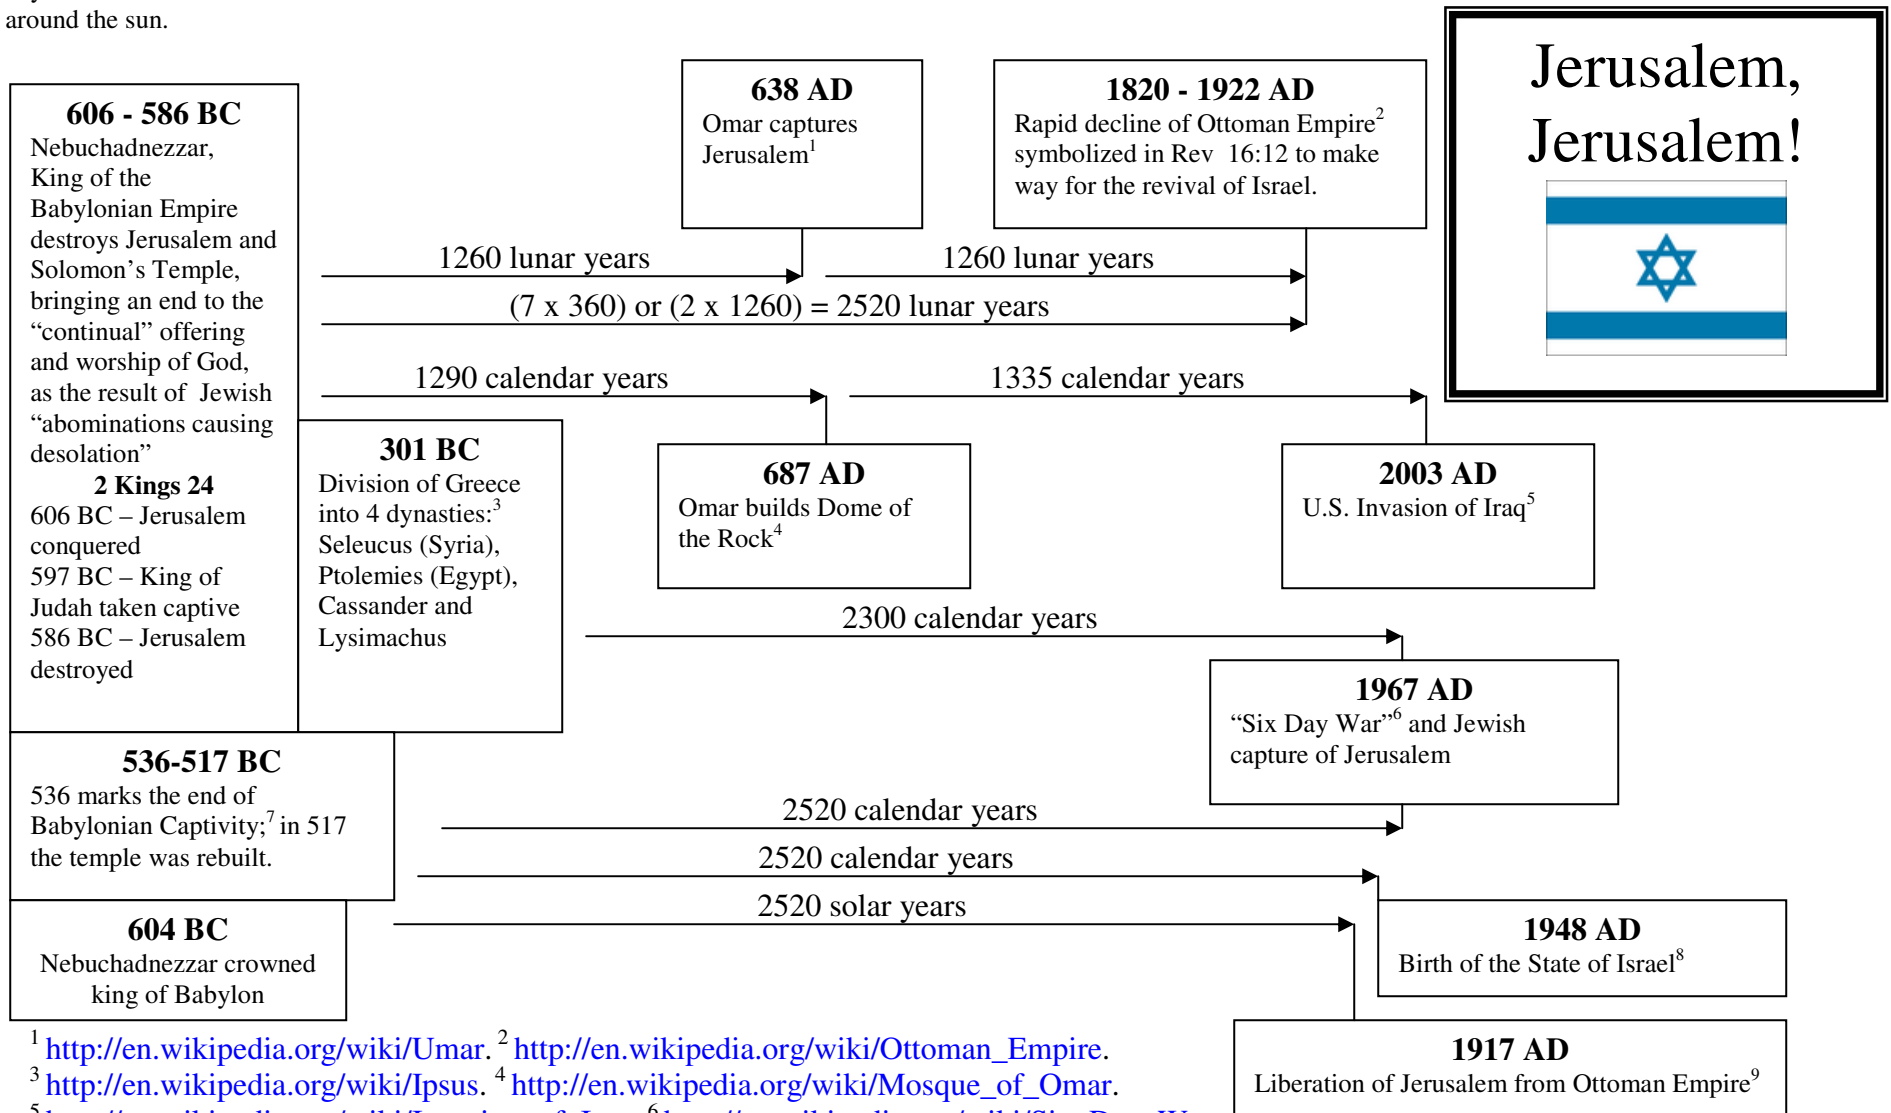 around the sun.
Jerusalem,
Jerusalem!
606 - 586 BC
Nebuchadnezzar,
King of the
Babylonian Empire
destroys Jerusalem and
Solomon’s Temple,
bringing an end to the
“continual” offering
and worship of God,
as the result of Jewish
“abominations causing
desolation”
2 Kings 24
606 BC – Jerusalem
conquered
597 BC – King of
Judah taken captive
586 BC – Jerusalem
destroyed
638 AD
Omar captures
Jerusalem1
1820 - 1922 AD
Rapid decline of Ottoman Empire2
symbolized in Rev 16:12 to make
way for the revival of Israel.
1260 lunar years
1260 lunar years
(7 x 360) or (2 x 1260) = 2520 lunar years
1290 calendar years
1335 calendar years
301 BC
Division of Greece
into 4 dynasties:3
Seleucus (Syria),
Ptolemies (Egypt),
Cassander and
Lysimachus
687 AD
Omar builds Dome of
the Rock4
2003 AD
U.S. Invasion of Iraq5
2300 calendar years
1967 AD
“Six Day War”6 and Jewish
capture of Jerusalem
536-517 BC
536 marks the end of
Babylonian Captivity;7 in 517
the temple was rebuilt.
2520 calendar years
2520 calendar years
2520 solar years
604 BC
Nebuchadnezzar crowned
king of Babylon
1948 AD
Birth of the State of Israel8
1917 AD
Liberation of Jerusalem from Ottoman Empire9
1 http://en.wikipedia.org/wiki/Umar. 2 http://en.wikipedia.org/wiki/Ottoman_Empire.
3 http://en.wikipedia.org/wiki/Ipsus. 4 http://en.wikipedia.org/wiki/Mosque_of_Omar.
5 6